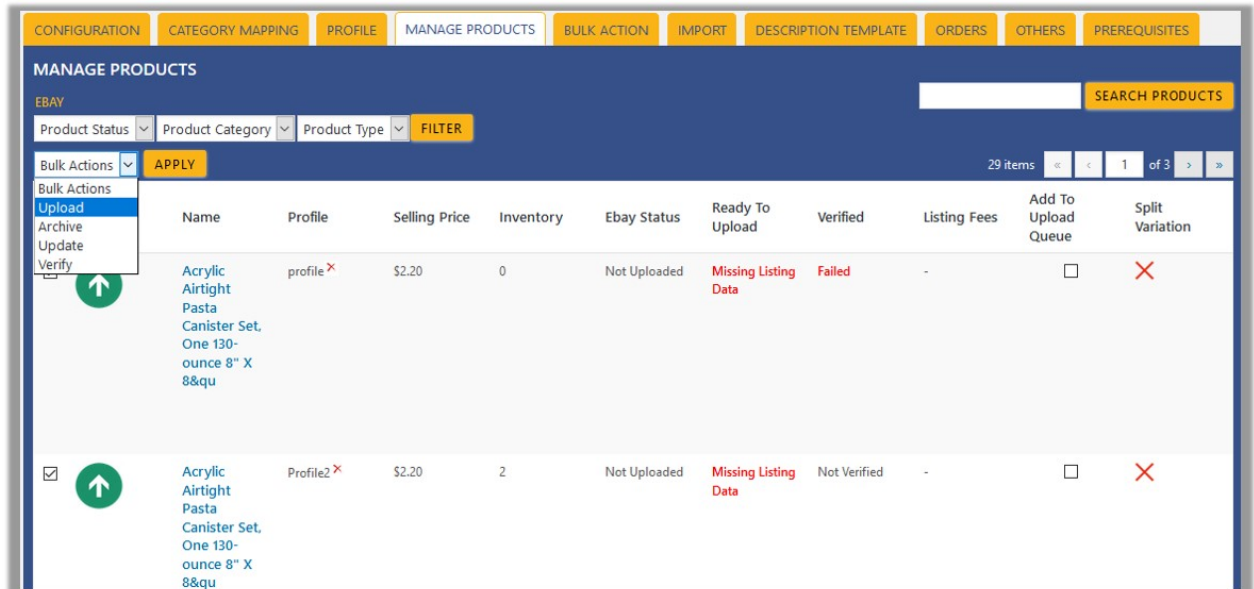 CONFIGURATION CATEGORY MAPPING PROFILE MANAGE PRODUCTS BULK ACTION IMPORT DESCRIPTION TEMPLATE ORDERS OTHERS PREREQUISITES
MANAGE PRODUCTS
EBAY
SEARCH PRODUCTS
Product Status Product Category Product Type FILTER
Bulk Actions APPLY 29 items « ‹ 1 of 3 › »
Bulk Actions
Upload
Archive
Update
Verify
Name Profile Selling Price Inventory Ebay Status Ready To Upload Verified Listing Fees Add To Upload Queue Split Variation
Acrylic profile $2.20 0 Not Uploaded Missing Listing Failed -
Airtight Data
Pasta
Canister Set,
One 130-
ounce 8" X
8&qu
Acrylic Profile2 $2.20 2 Not Uploaded Missing Listing Not Verified -
Airtight Data
Pasta
Canister Set,
One 130-
ounce 8" X
8&qu